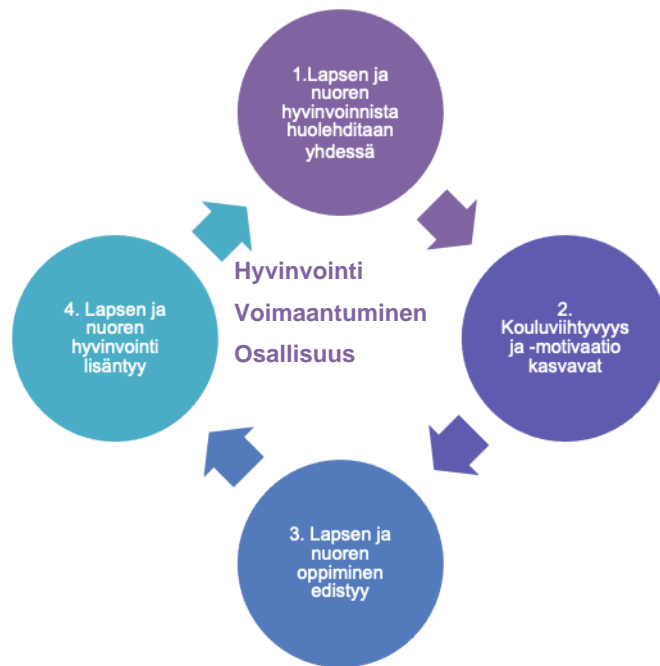 1.Lapsen ja
nuoren
hyvinvoinnista
huolehditaan
yhdessä
Hyvinvointi
Voimaantuminen
Osallisuus
2.
Kouluviihtyvyys
ja -motivaatio
kasvavat
3. Lapsen ja
nuoren
oppiminen
edistyy
4. Lapsen ja
nuoren
hyvinvointi
lisäntyy